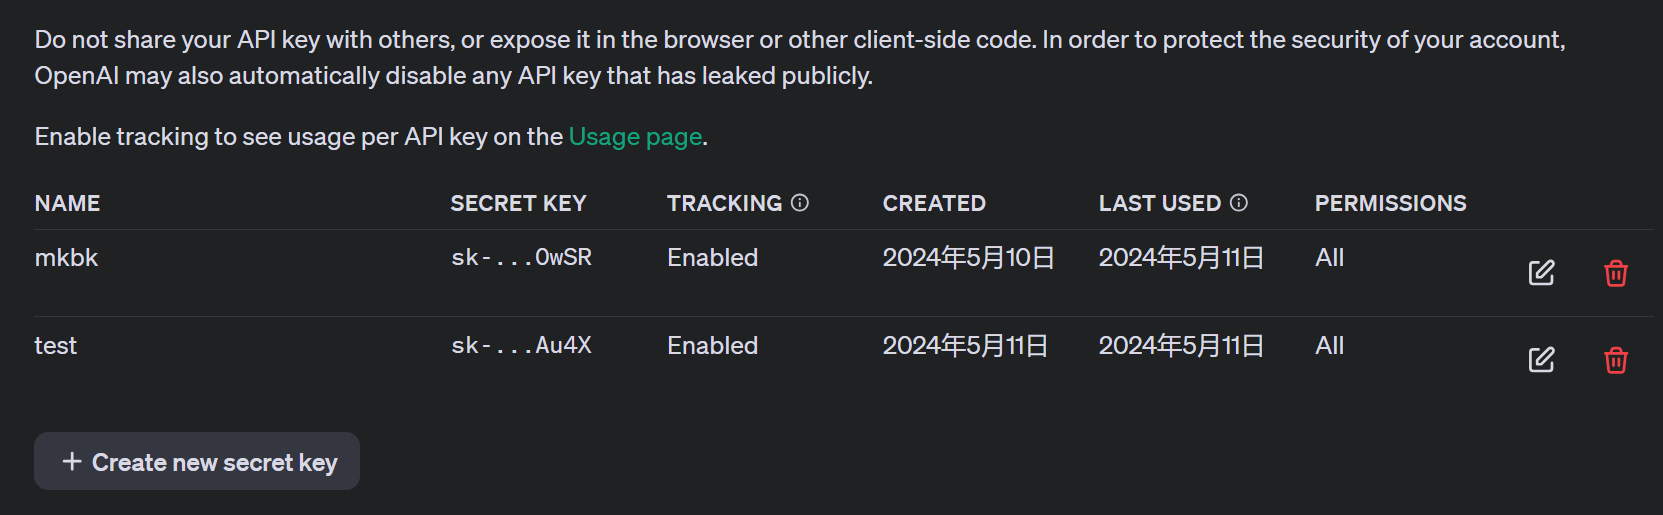 Do not share your API key with others, or expose it in the browser or other client-side code. In order to protect the security of your account,
OpenAI may also automatically disable any API key that has leaked publicly.
Enable tracking to see usage per API key on the Usage page.
NAME SECRET KEY TRACKING CREATED LAST USED PERMISSIONS
mkbk sk-...OwSR Enabled 2024年5月10日 2024年5月11日 All
test sk-...Au4X Enabled 2024年5月11日 2024年5月11日 All
+ Create new secret key